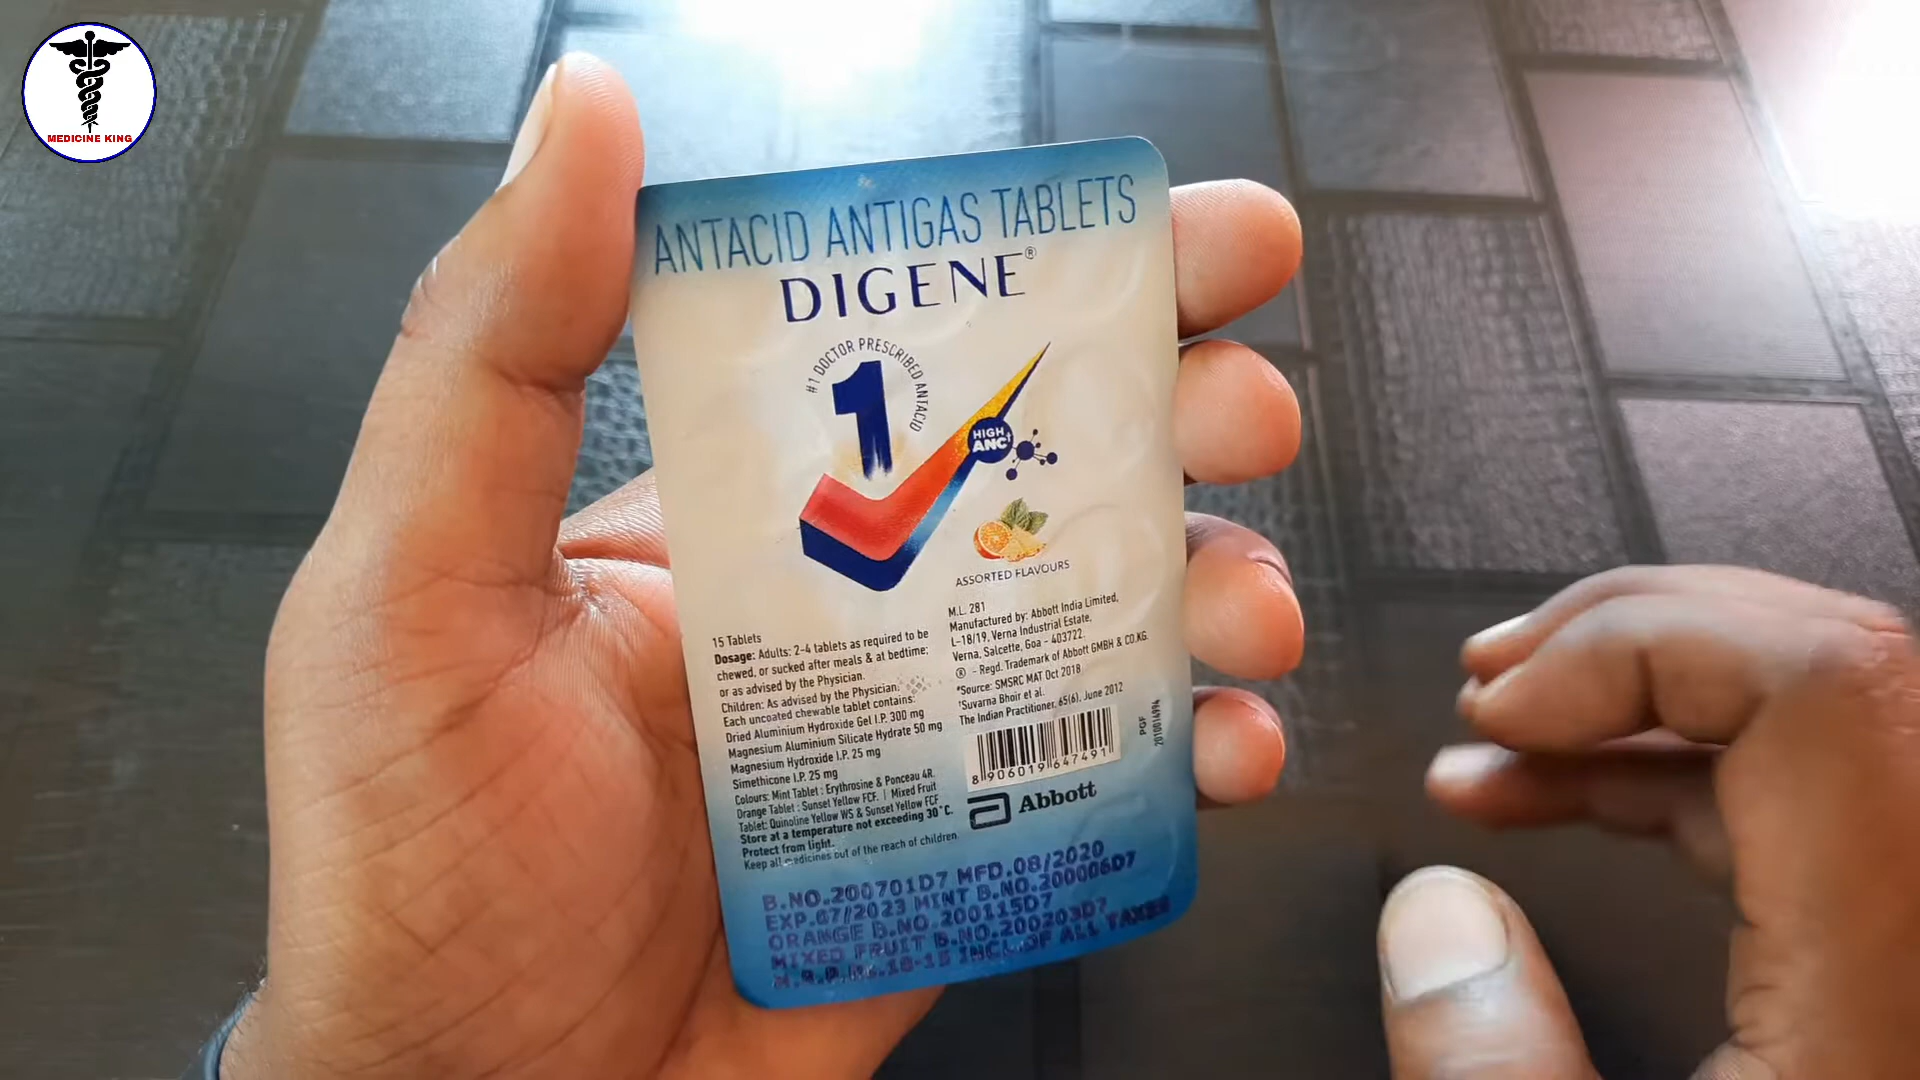 MEDICINE KING
ANTACID ANTIGAS TABLETS
DIGENE®
#1 DOCTOR PRESCRIBED ANTACID
1
HIGH
ANC†
ASSORTED FLAVOURS
15 Tablets
Dosage: Adults: 2-4 tablets as required to be
chewed, or sucked after meals & at bedtime;
or as advised by the Physician.
Children: As advised by the Physician.
Each uncoated chewable tablet contains:
Dried Aluminium Hydroxide Gel I.P. 300 mg
Magnesium Aluminium Silicate Hydrate 50 mg
Magnesium Hydroxide I.P. 25 mg
Simethicone I.P. 25 mg
Colours: Mint Tablet : Erythrosine & Ponceau 4R.
Orange Tablet : Sunset Yellow FCF. | Mixed Fruit
Tablet: Quinoline Yellow WS & Sunset Yellow FCF
Store at a temperature not exceeding 30°C.
Protect from light.
Keep all medicines out of the reach of children.
M.L. 281
Manufactured by: Abbott India Limited,
L-18/19, Verna Industrial Estate,
Verna, Salcette, Goa - 403722.
® - Regd. Trademark of Abbott GMBH & CO.KG.
*Source: SMSRC MAT Oct 2018
†Suvarna Bhoir et al.
The Indian Practitioner, 65(6), June 2012
8 906019 647491
PGF
Abbott
B.NO.200701D7 MFD.08/2020
EXP.07/2023 MINT B.NO.200006D7
ORANGE B.NO.200115D7
MIXED FRUIT B.NO.200203D7
INCL.OF ALL TAXES